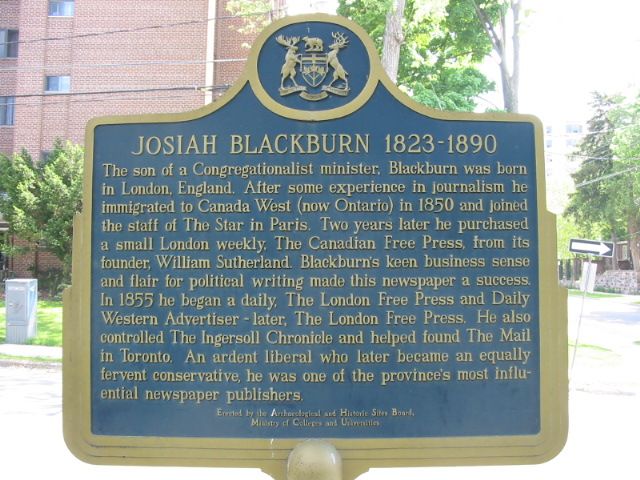 JOSIAH BLACKBURN 1823-1890
The son of a Congregationalist minister, Blackburn was born
in London, England. After some experience in journalism he
immigrated to Canada West (now Ontario) in 1850 and joined
the staff of The Star in Paris. Two years later he purchased
a small London weekly, The Canadian Free Press, from its
founder, William Sutherland. Blackburn's keen business sense
and flair for political writing made this newspaper a success.
In 1855 he began a daily, The London Free Press and Daily
Western Advertiser - later, The London Free Press. He also
controlled The Ingersoll Chronicle and helped found The Mail
in Toronto. An ardent liberal who later became an equally
fervent conservative, he was one of the province's most influ-
ential newspaper publishers.
Erected by the Archaeological and Historic Sites Board,
Ministry of Colleges and Universities